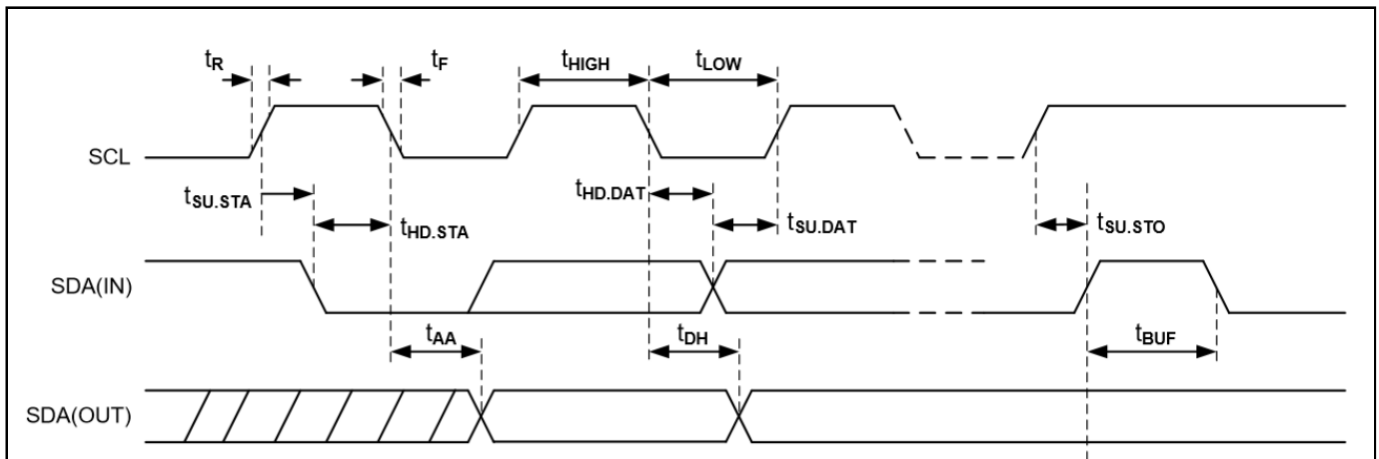 tR tF tHIGH tLOW
SCL
tSU.STA tHD.STA tHD.DAT tSU.DAT tSU.STO
SDA(IN)
tAA tDH tBUF
SDA(OUT)